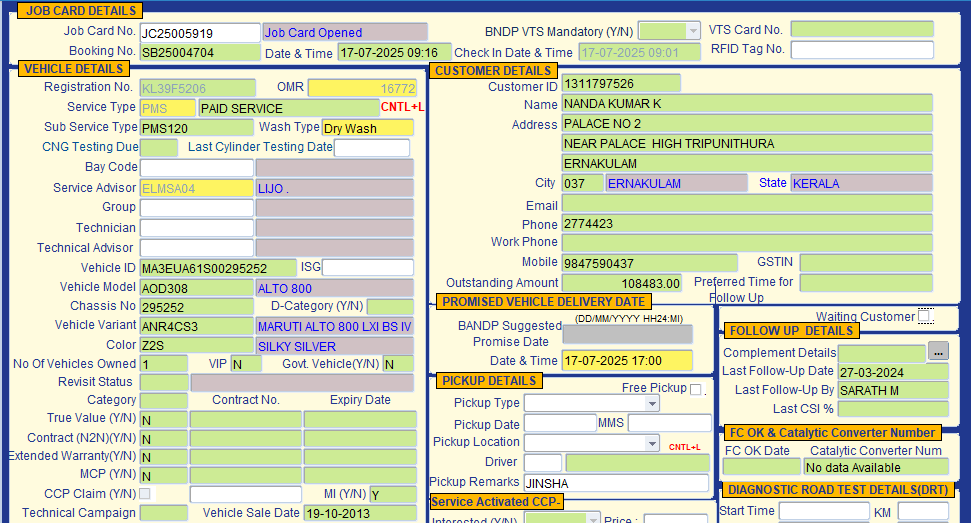 JOB CARD DETAILS
Job Card No. JC25005919 Job Card Opened BNDP VTS Mandatory (Y/N) VTS Card No.
Booking No. SB25004704 Date & Time 17-07-2025 09:16 Check In Date & Time 17-07-2025 09:01 RFID Tag No.
VEHICLE DETAILS
Registration No. KL39F5206 OMR 16772
Service Type PMS PAID SERVICE CNTL+L
Sub Service Type PMS120 Wash Type Dry Wash
CNG Testing Due Last Cylinder Testing Date
Bay Code
Service Advisor ELMSA04 LIJO .
Group
Technician
Technical Advisor
Vehicle ID MA3EUA61S00295252 ISG
Vehicle Model AOD308 ALTO 800
Chassis No 295252 D-Category (Y/N)
Vehicle Variant ANR4CS3 MARUTI ALTO 800 LXI BS IV
Color Z2S SILKY SILVER
No Of Vehicles Owned 1 VIP N Govt. Vehicle(Y/N) N
Revisit Status
Category Contract No. Expiry Date
True Value (Y/N) N
Contract (N2N)(Y/N) N
Extended Warranty(Y/N) N
MCP (Y/N) N
CCP Claim (Y/N) MI (Y/N) Y
Technical Campaign Vehicle Sale Date 19-10-2013
CUSTOMER DETAILS
Customer ID 1311797526
Name NANDA KUMAR K
Address PALACE NO 2
NEAR PALACE HIGH TRIPUNITHURA
ERNAKULAM
City 037 ERNAKULAM State KERALA
Email
Phone 2774423
Work Phone
Mobile 9847590437 GSTIN
Outstanding Amount 108483.00 Preferred Time for
Follow Up
PROMISED VEHICLE DELIVERY DATE
(DD/MM/YYYY HH24:MI)
BANDP Suggested
Promise Date
Date & Time 17-07-2025 17:00
PICKUP DETAILS
Free Pickup .
Pickup Type
Pickup Date MMS
Pickup Location CNTL+L
Driver
Pickup Remarks JINSHA
Service Activated CCP-
Interested (Y/N) Price :
Waiting Customer .
FOLLOW UP DETAILS
Complement Details ...
Last Follow-Up Date 27-03-2024
Last Follow-Up By SARATH M
Last CSI %
FC OK & Catalytic Converter Number
FC OK Date Catalytic Converter Num
No data Available
DIAGNOSTIC ROAD TEST DETAILS(DRT)
Start Time KM